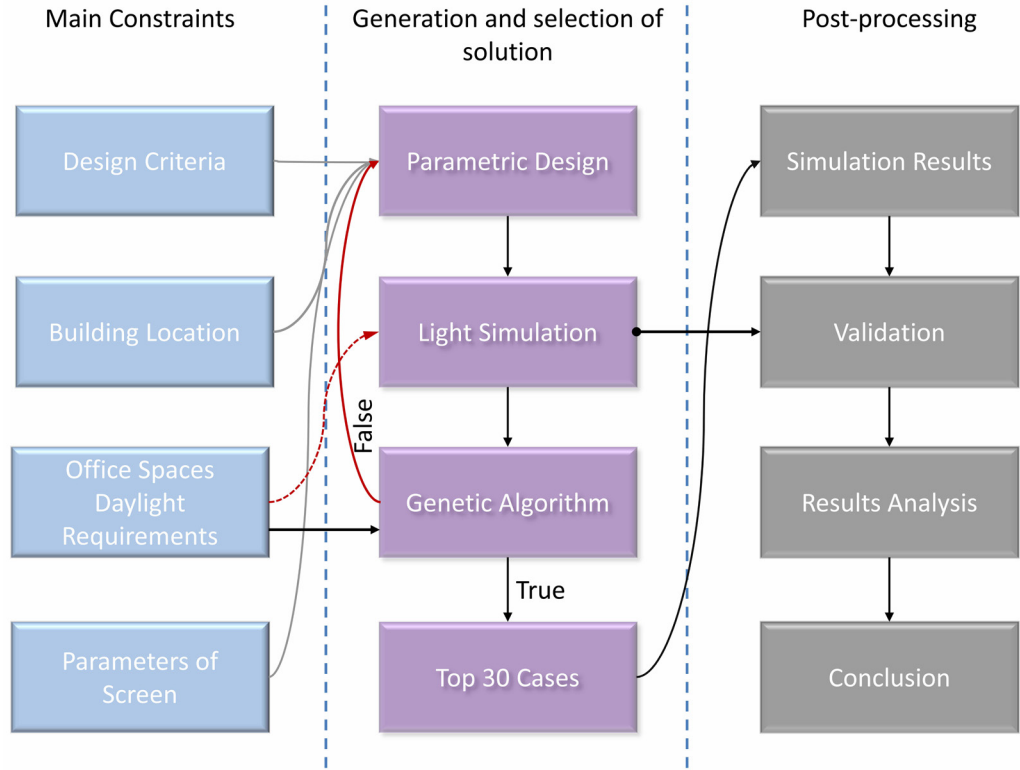 Main Constraints
Generation and selection of
solution
Post-processing
Design Criteria
Parametric Design
Simulation Results
Building Location
Light Simulation
Validation
False
Office Spaces
Daylight
Requirements
Genetic Algorithm
Results Analysis
True
Parameters of
Screen
Top 30 Cases
Conclusion